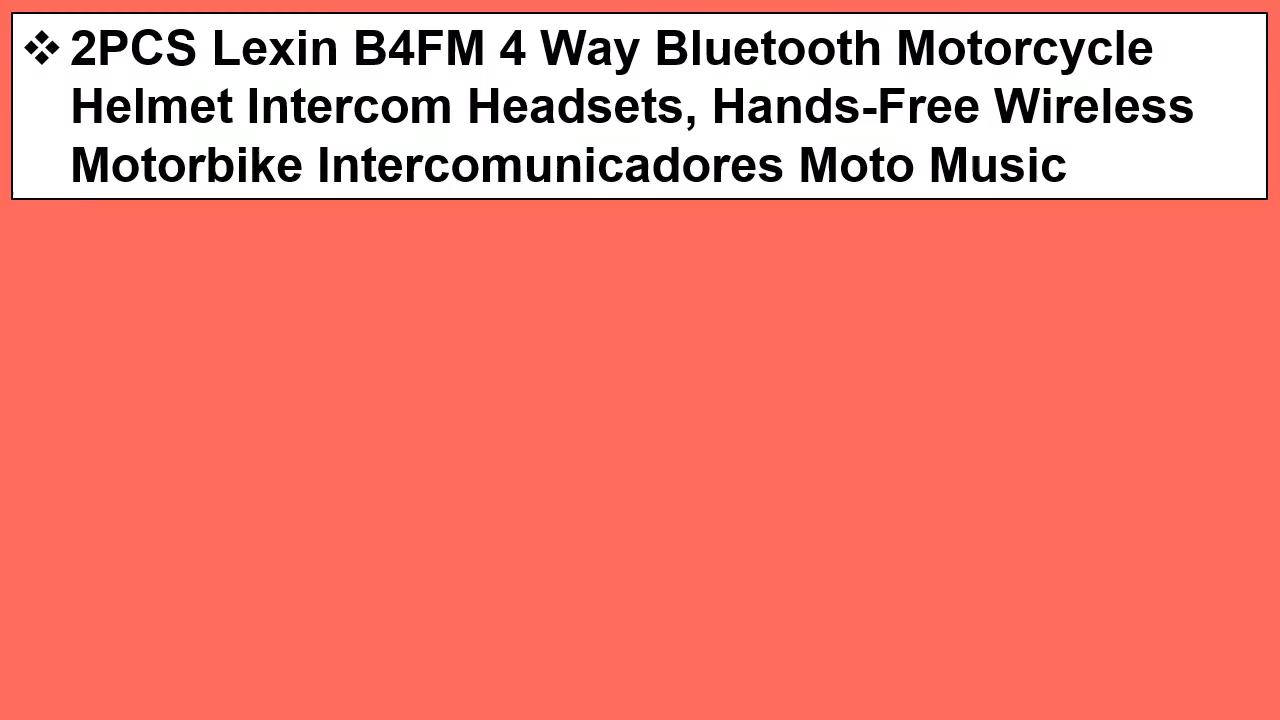 ❖ 2PCS Lexin B4FM 4 Way Bluetooth Motorcycle
Helmet Intercom Headsets, Hands-Free Wireless
Motorbike Intercomunicadores Moto Music